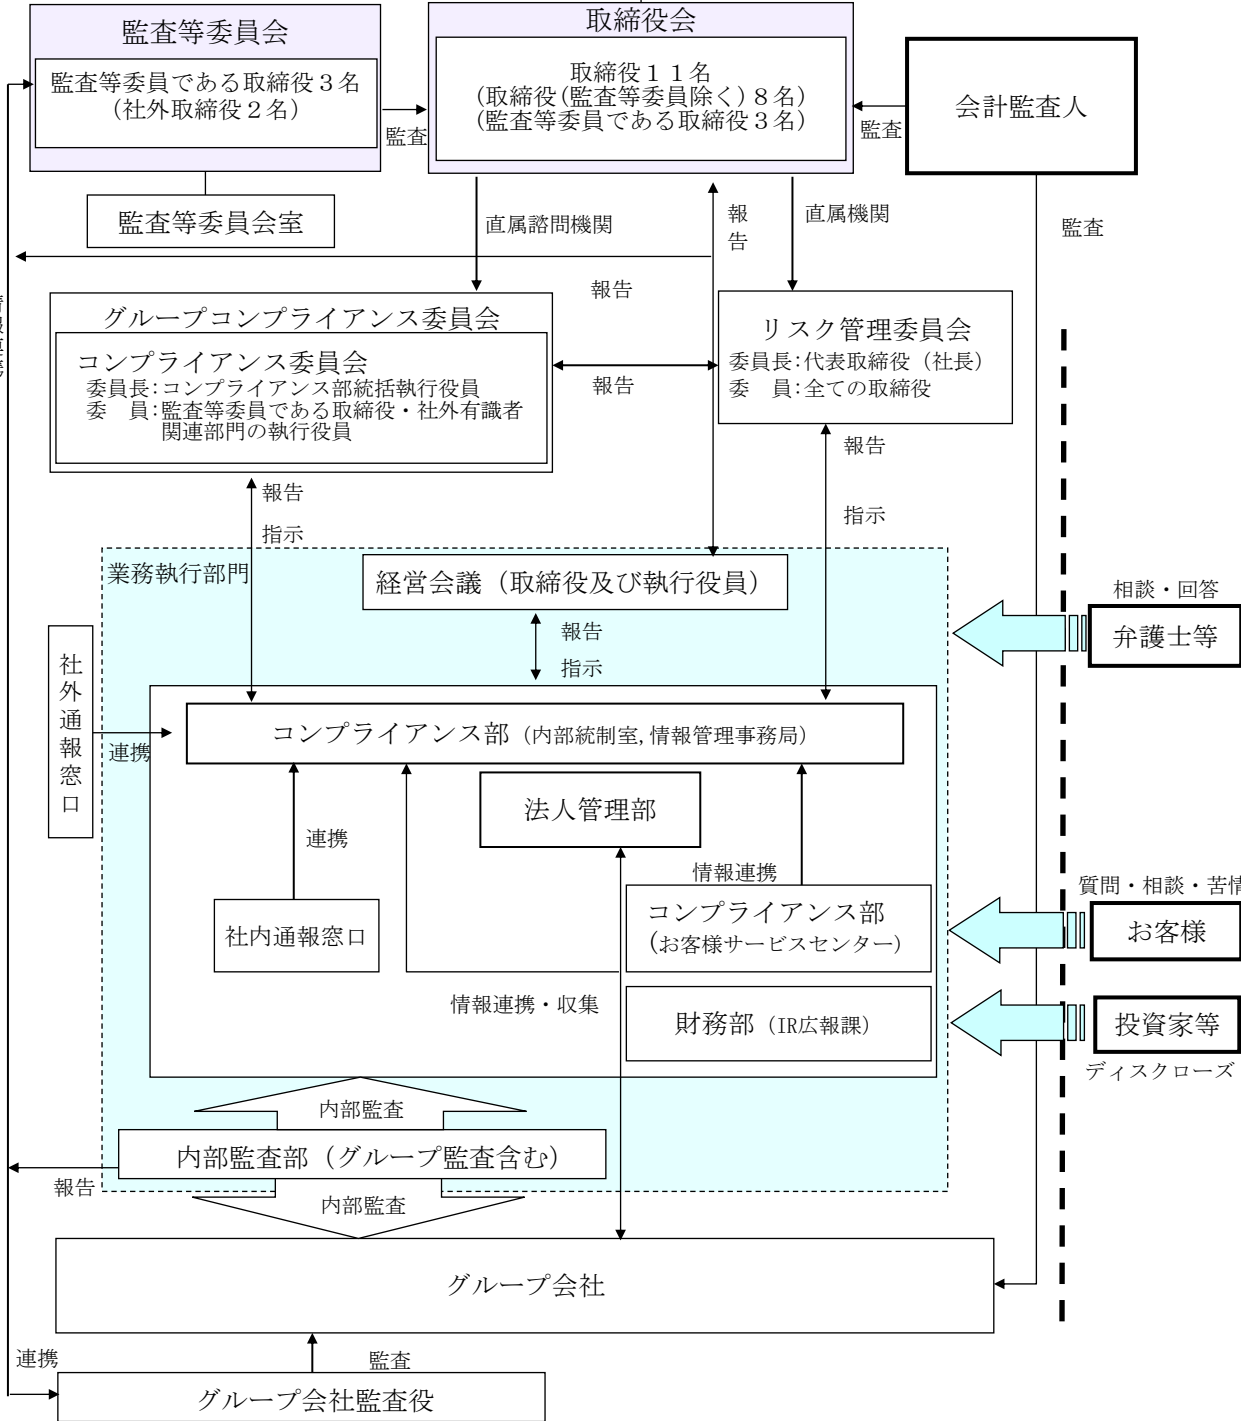 監査等委員会
監査等委員である取締役３名
(社外取締役２名)
監査
取締役会
取締役１１名
(取締役(監査等委員除く)８名)
(監査等委員である取締役３名)
監査
会計監査人
監査等委員会室
直属諮問機関
報
告
直属機関
監査
報告
グループコンプライアンス委員会
コンプライアンス委員会
委員長:コンプライアンス部統括執行役員
委　員:監査等委員である取締役・社外有識者
関連部門の執行役員
報告
リスク管理委員会
委員長:代表取締役（社長）
委　員:全ての取締役
報告
指示
報告
指示
業務執行部門
経営会議（取締役及び執行役員）
報告
指示
相談・回答
弁護士等
社
外
通
報
窓
口
連携
コンプライアンス部（内部統制室,情報管理事務局）
法人管理部
連携
情報連携
社内通報窓口
コンプライアンス部
(お客様サービスセンター)
質問・相談・苦情
お客様
情報連携・収集
財務部（IR広報課）
投資家等
ディスクローズ
内部監査
内部監査部（グループ監査含む）
報告
内部監査
グループ会社
連携
監査
グループ会社監査役